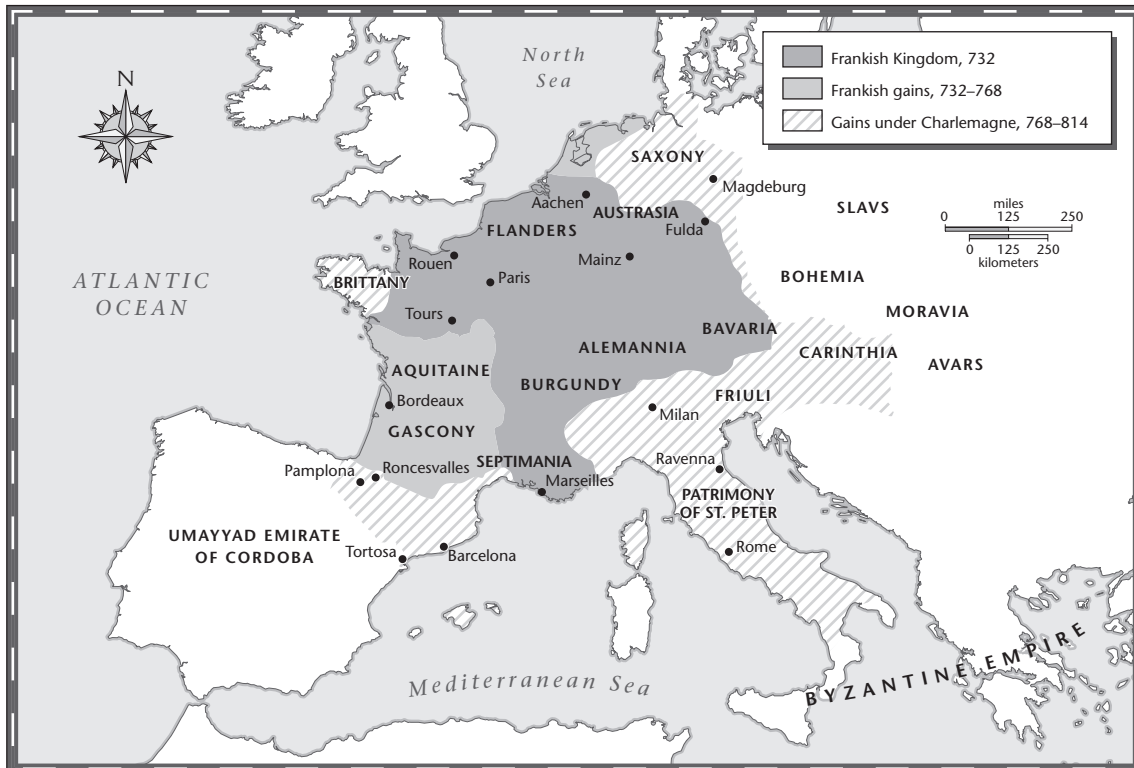 North
Sea
Frankish Kingdom, 732
Frankish gains, 732–768
Gains under Charlemagne, 768–814
N
SAXONY
Magdeburg
Aachen
AUSTRASIA
SLAVS
miles
0 125 250
0 125 250
kilometers
FLANDERS
Fulda
Rouen
Mainz
ATLANTIC
OCEAN
BRITTANY
Paris
BOHEMIA
Tours
MORAVIA
BAVARIA
ALEMANNIA
CARINTHIA
AVARS
AQUITAINE
BURGUNDY
Bordeaux
FRIULI
Milan
GASCONY
Pamplona
Roncesvalles
SEPTIMANIA
Marseilles
Ravenna
PATRIMONY
OF ST. PETER
UMAYYAD EMIRATE
OF CORDOBA
Tortosa
Barcelona
Rome
Mediterranean Sea
BYZANTINE EMPIRE